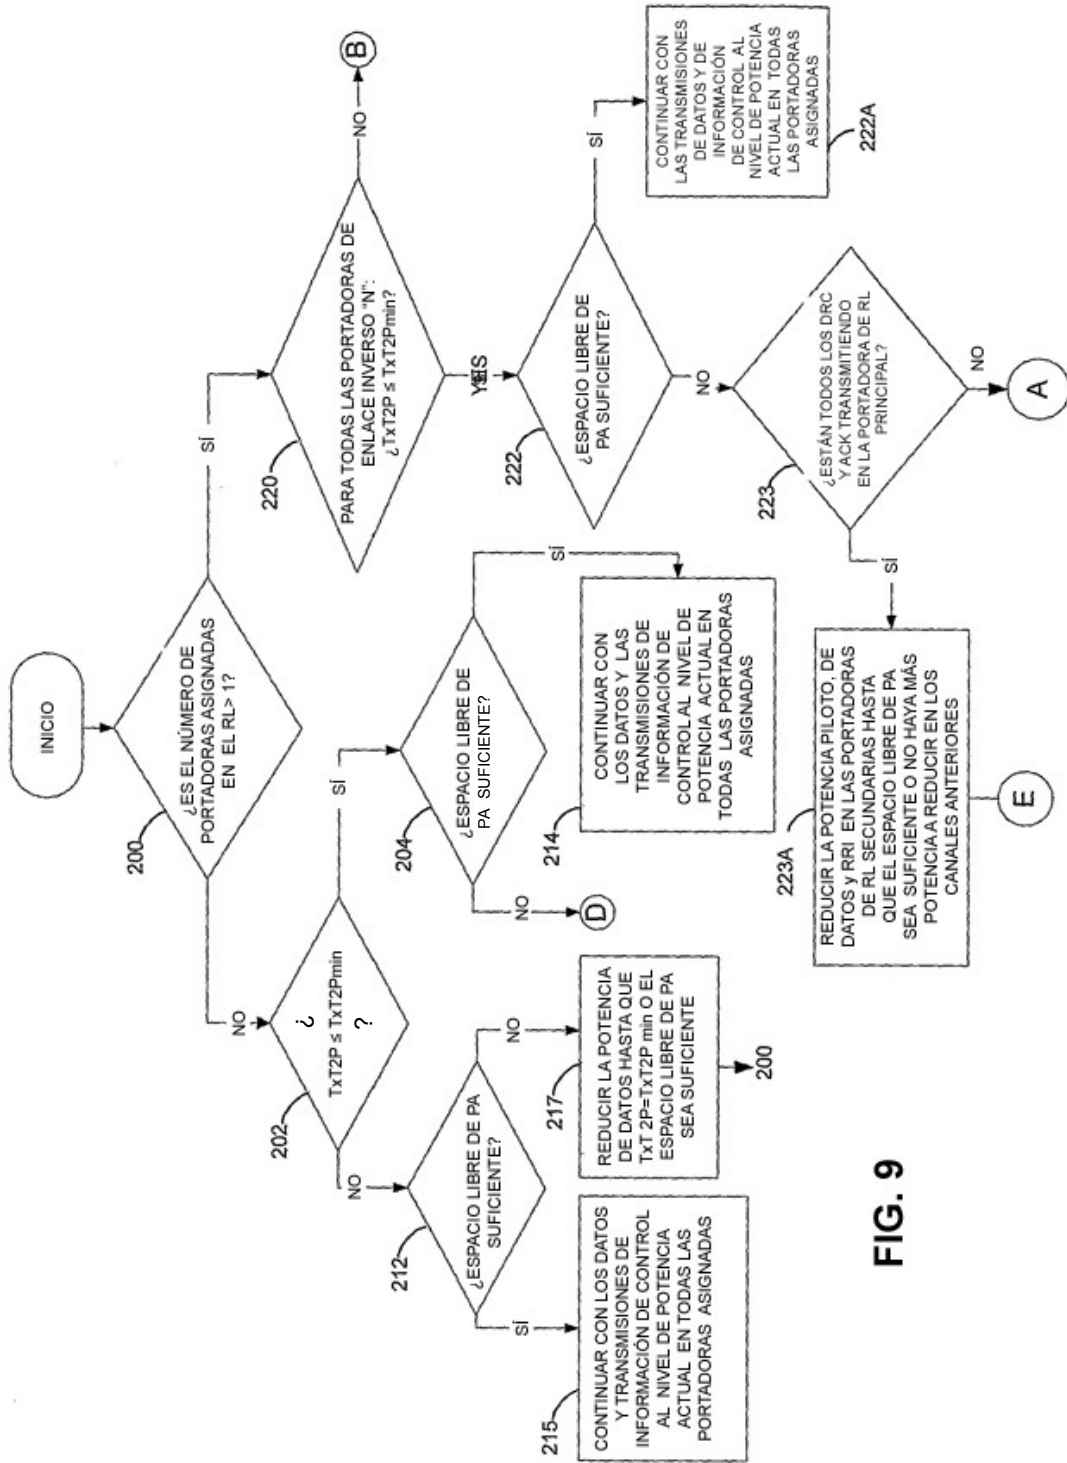 INICIO
¿ES EL NÚMERO DE
PORTADORAS ASIGNADAS
EN EL RL> 1?
200
NO
SÍ
¿
TxT2P ≤ TxT2Pmin
?
202
NO
SÍ
PARA TODAS LAS PORTADORAS DE
ENLACE INVERSO "N":
¿TxT2P ≤ TxT2Pmin?
220
NO
B
YES
¿ESPACIO LIBRE DE
PA SUFICIENTE?
212
SÍ
NO
¿ESPACIO LIBRE DE
PA SUFICIENTE?
204
NO
SÍ
D
¿ESPACIO LIBRE DE
PA SUFICIENTE?
222
SÍ
NO
CONTINUAR CON LOS DATOS
Y TRANSMISIONES DE
INFORMACIÓN DE CONTROL
AL NIVEL DE POTENCIA
ACTUAL EN TODAS LAS
PORTADORAS ASIGNADAS
215
REDUCIR LA POTENCIA
DE DATOS HASTA QUE
TxT 2P=TxT2P min O EL
ESPACIO LIBRE DE PA
SEA SUFICIENTE
217
200
CONTINUAR CON
LOS DATOS Y LAS
TRANSMISIONES DE
INFORMACIÓN DE
CONTROL AL NIVEL DE
POTENCIA ACTUAL EN
TODAS LAS PORTADORAS
ASIGNADAS
214
CONTINUAR CON
LAS TRANSMISIONES
DE DATOS Y DE
INFORMACIÓN
DE CONTROL AL
NIVEL DE POTENCIA
ACTUAL EN TODAS
LAS PORTADORAS
ASIGNADAS
222A
¿ESTÁN TODOS LOS DRC
Y ACK TRANSMITIENDO
EN LA PORTADORA DE RL
PRINCIPAL?
223
SÍ
NO
A
REDUCIR LA POTENCIA PILOTO, DE
DATOS y RRI EN LAS PORTADORAS
DE RL SECUNDARIAS HASTA
QUE EL ESPACIO LIBRE DE PA
SEA SUFICIENTE O NO HAYA MÁS
POTENCIA A REDUCIR EN LOS
CANALES ANTERIORES
223A
E
FIG. 9